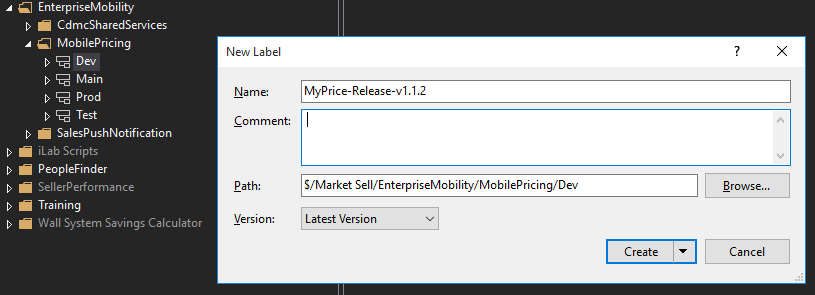 EnterpriseMobility
CdmcSharedServices
MobilePricing
Dev
Main
Prod
Test
SalesPushNotification
iLab Scripts
PeopleFinder
SellerPerformance
Training
Wall System Savings Calculator
New Label
?
Name:
MyPrice-Release-v1.1.2
Comment:
Path:
$/Market Sell/EnterpriseMobility/MobilePricing/Dev
Browse...
Version:
Latest Version
Create
Cancel